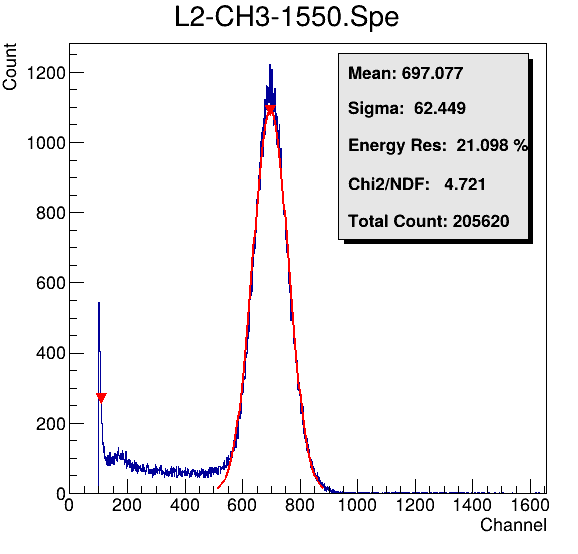 L2-CH3-1550.Spe
Count
1200
1000
800
600
400
200
0
Mean: 697.077
Sigma: 62.449
Energy Res: 21.098 %
Chi2/NDF: 4.721
Total Count: 205620
0 200 400 600 800 1000 1200 1400 1600
Channel